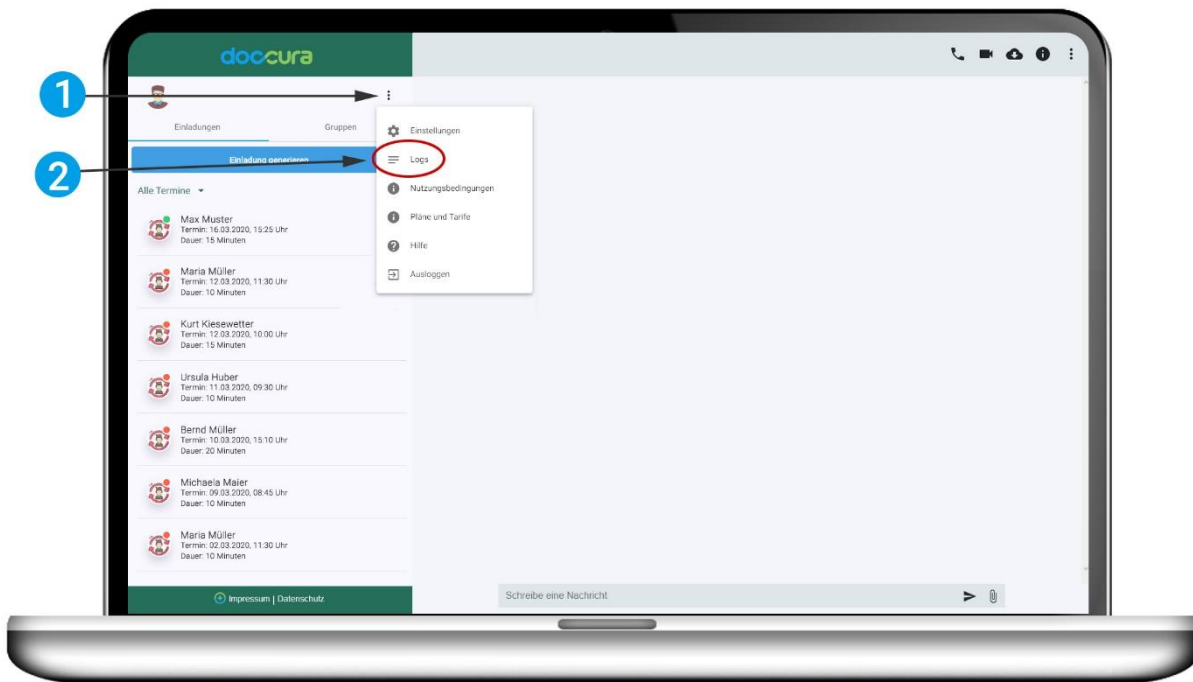 doccura
1
Einladungen
Gruppen
2
Einladung generieren
Alle Termine
Einstellungen
Logs
Nutzungsbedingungen
Pläne und Tarife
Hilfe
Ausloggen
Max Muster
Termin: 16.03.2020, 15:25 Uhr
Dauer: 15 Minuten
Maria Müller
Termin: 12.03.2020, 11:30 Uhr
Dauer: 10 Minuten
Kurt Kiesewetter
Termin: 12.03.2020, 10:00 Uhr
Dauer: 15 Minuten
Ursula Huber
Termin: 11.03.2020, 09:30 Uhr
Dauer: 10 Minuten
Bernd Müller
Termin: 10.03.2020, 15:10 Uhr
Dauer: 20 Minuten
Michaela Maier
Termin: 09.03.2020, 08:45 Uhr
Dauer: 10 Minuten
Maria Müller
Termin: 02.03.2020, 11:30 Uhr
Dauer: 10 Minuten
Impressum | Datenschutz
Schreibe eine Nachricht